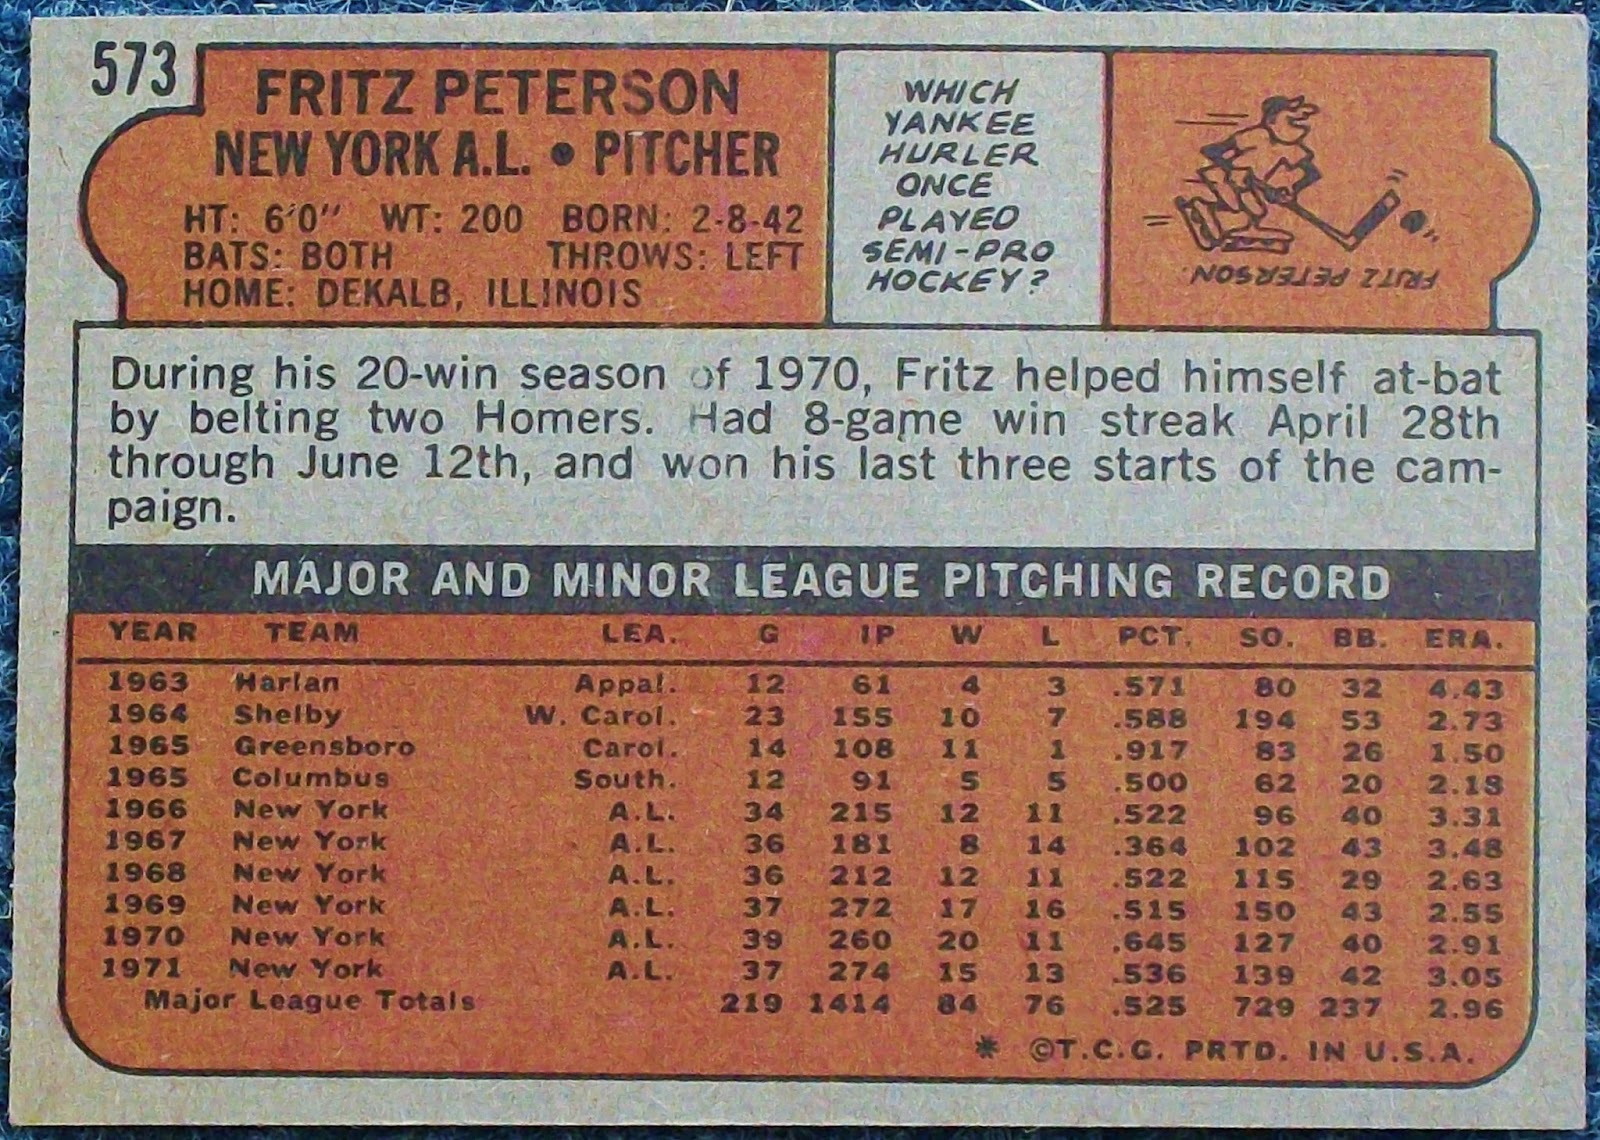 573
FRITZ PETERSON
NEW YORK A.L. • PITCHER
HT: 6'0" WT: 200 BORN: 2-8-42
BATS: BOTH THROWS: LEFT
HOME: DEKALB, ILLINOIS
WHICH
YANKEE
HURLER
ONCE
PLAYED
SEMI-PRO
HOCKEY?
FRITZ PETERSON.
During his 20-win season of 1970, Fritz helped himself at-bat
by belting two Homers. Had 8-game win streak April 28th
through June 12th, and won his last three starts of the cam-
paign.
MAJOR AND MINOR LEAGUE PITCHING RECORD
YEAR TEAM LEA. G IP W L PCT. SO. BB. ERA.
1963 Harlan Appal. 12 61 4 3 .571 80 32 4.43
1964 Shelby W. Carol. 23 155 10 7 .588 194 53 2.73
1965 Greensboro Carol. 14 108 11 1 .917 83 26 1.50
1965 Columbus South. 12 91 5 5 .500 62 20 2.18
1966 New York A.L. 34 215 12 11 .522 96 40 3.31
1967 New York A.L. 36 181 8 14 .364 102 43 3.48
1968 New York A.L. 36 212 12 11 .522 115 29 2.63
1969 New York A.L. 37 272 17 16 .515 150 43 2.55
1970 New York A.L. 39 260 20 11 .645 127 40 2.91
1971 New York A.L. 37 274 15 13 .536 139 42 3.05
Major League Totals 219 1414 84 76 .525 729 237 2.96
* ©T.C.G. PRTD. IN U.S.A.